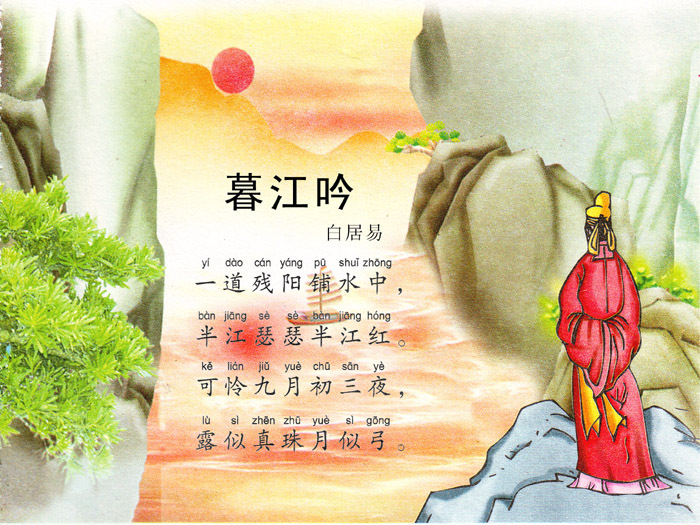 暮江吟
白居易
yí dào cán yáng pū shuǐ zhōng
一道残阳铺水中，
bàn jiāng sè sè bàn jiāng hóng
半江瑟瑟半江红。
kě lián jiǔ yuè chū sān yè
可怜九月初三夜，
lù sì zhēn zhū yuè sì gōng
露似真珠月似弓。